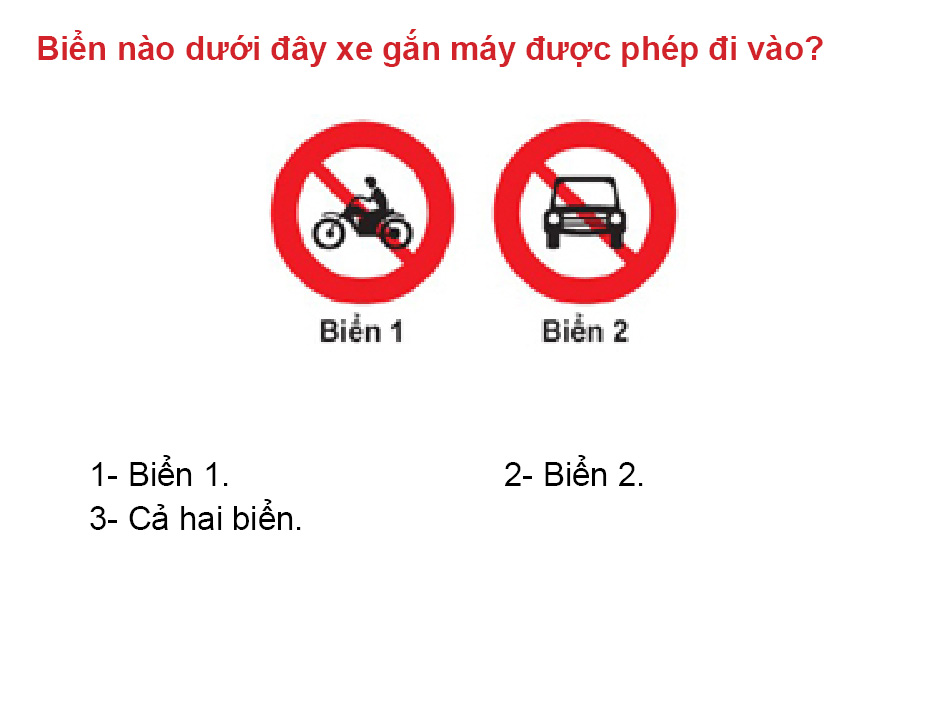 Biển nào dưới đây xe gắn máy được phép đi vào?
Biển 1 Biển 2
1- Biển 1. 2- Biển 2.
3- Cả hai biển.